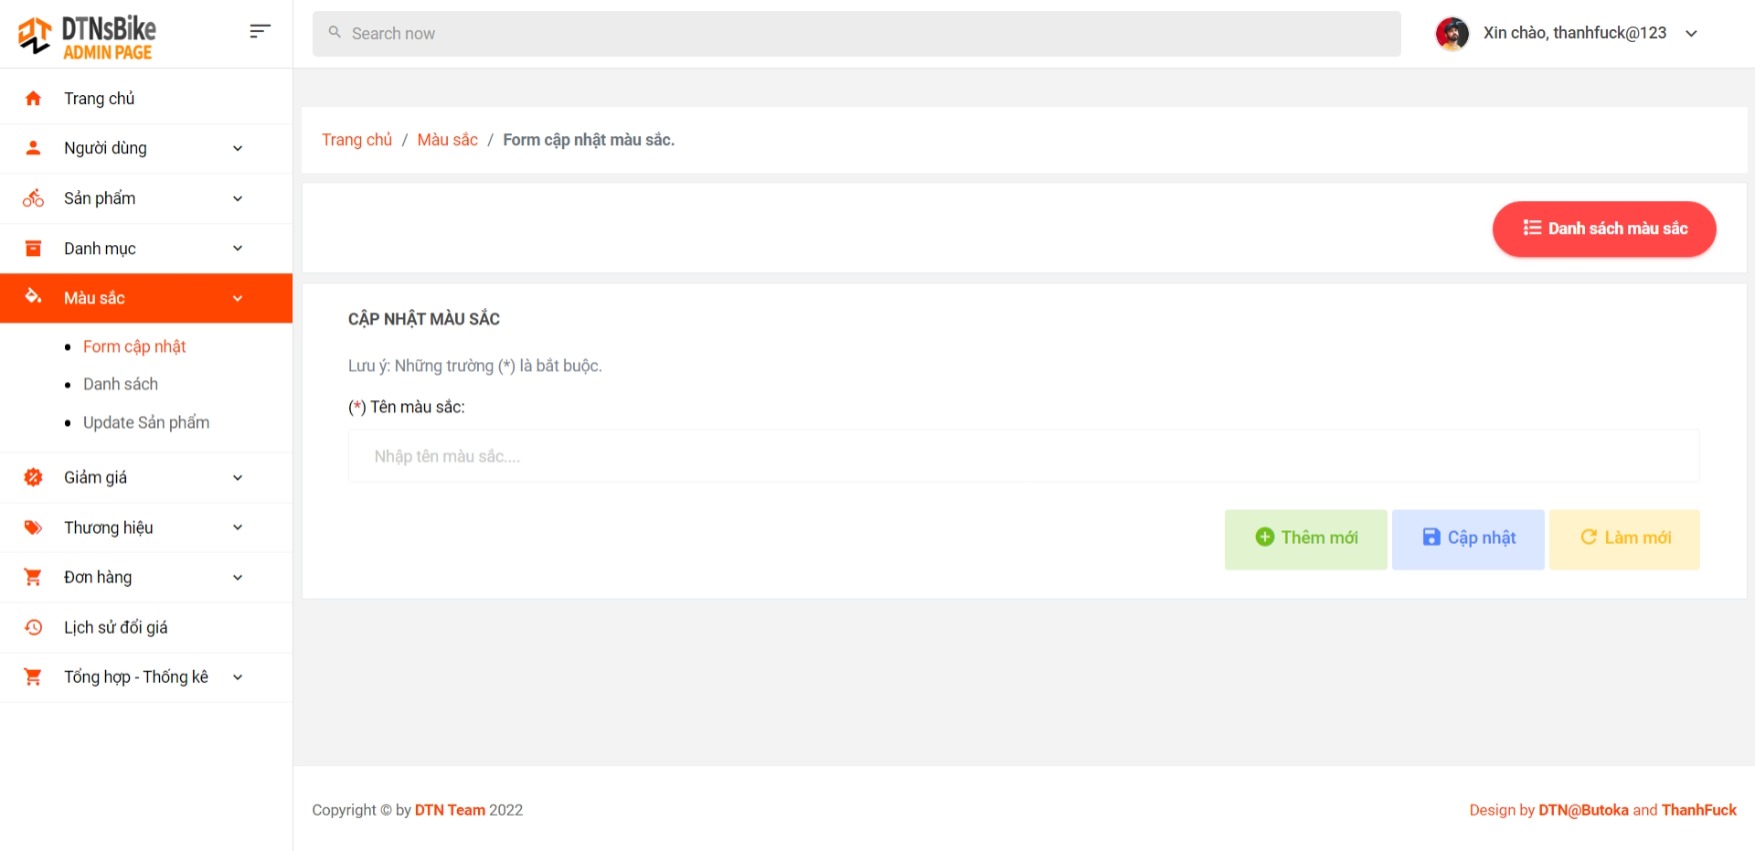 DTNsBike
ADMIN PAGE
Search now
Xin chào, thanhfuck@123
Trang chủ
Người dùng
Sản phẩm
Danh mục
Màu sắc
Form cập nhật
Danh sách
Update Sản phẩm
Giảm giá
Thương hiệu
Đơn hàng
Lịch sử đổi giá
Tổng hợp - Thống kê
Trang chủ / Màu sắc / Form cập nhật màu sắc.
Danh sách màu sắc
CẬP NHẬT MÀU SẮC
Lưu ý: Những trường (*) là bắt buộc.
(*) Tên màu sắc:
Nhập tên màu sắc....
Thêm mới Cập nhật Làm mới
Copyright © by DTN Team 2022
Design by DTN@Butoka and ThanhFuck